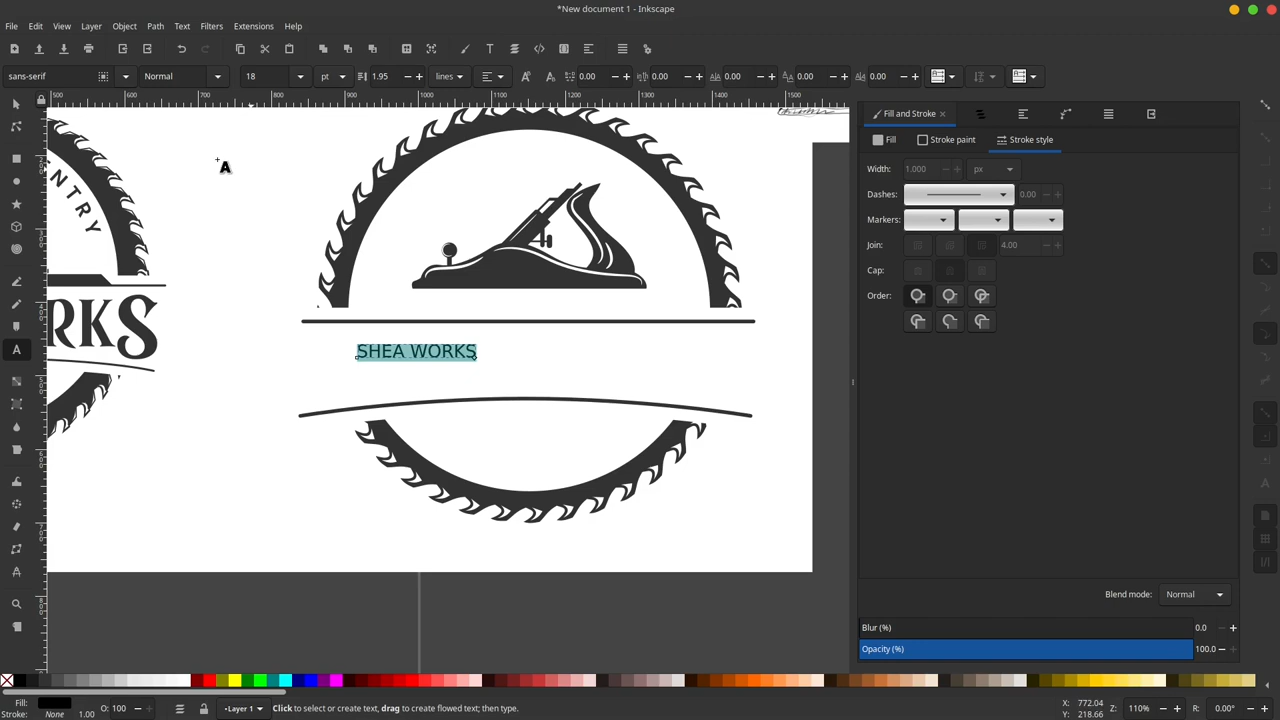 *New document 1 - Inkscape
File Edit View Layer Object Path Text Filters Extensions Help
sans-serif Normal 18 pt 1.95 lines 0.00 0.00 0.00 0.00 0.00
500 600 700 800 900 1000 1100 1200 1300 1400 1500
Fill and Stroke
Fill Stroke paint Stroke style
Width: 1.000 px
Dashes: 0.00
Markers:
Join: 4.00
Cap:
Order:
NTRY
RKS
SHEA WORKS
Blend mode: Normal
Blur (%) 0.0
Opacity (%) 100.0
Fill:
Stroke: None 1.00
O: 100
Layer 1
Click to select or create text, drag to create flowed text; then type.
X: 772.04
Y: 218.66
Z: 110%
R: 0.00°